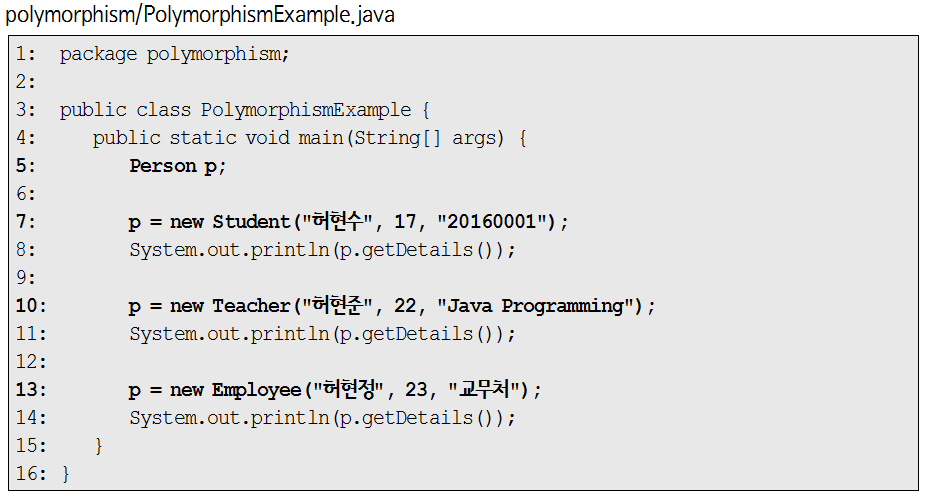 polymorphism/PolymorphismExample.java
1: package polymorphism;
2:
3: public class PolymorphismExample {
4: public static void main(String[] args) {
5: Person p;
6:
7: p = new Student("허현수", 17, "20160001");
8: System.out.println(p.getDetails());
9:
10: p = new Teacher("허현준", 22, "Java Programming");
11: System.out.println(p.getDetails());
12:
13: p = new Employee("허현정", 23, "교무처");
14: System.out.println(p.getDetails());
15: }
16: }